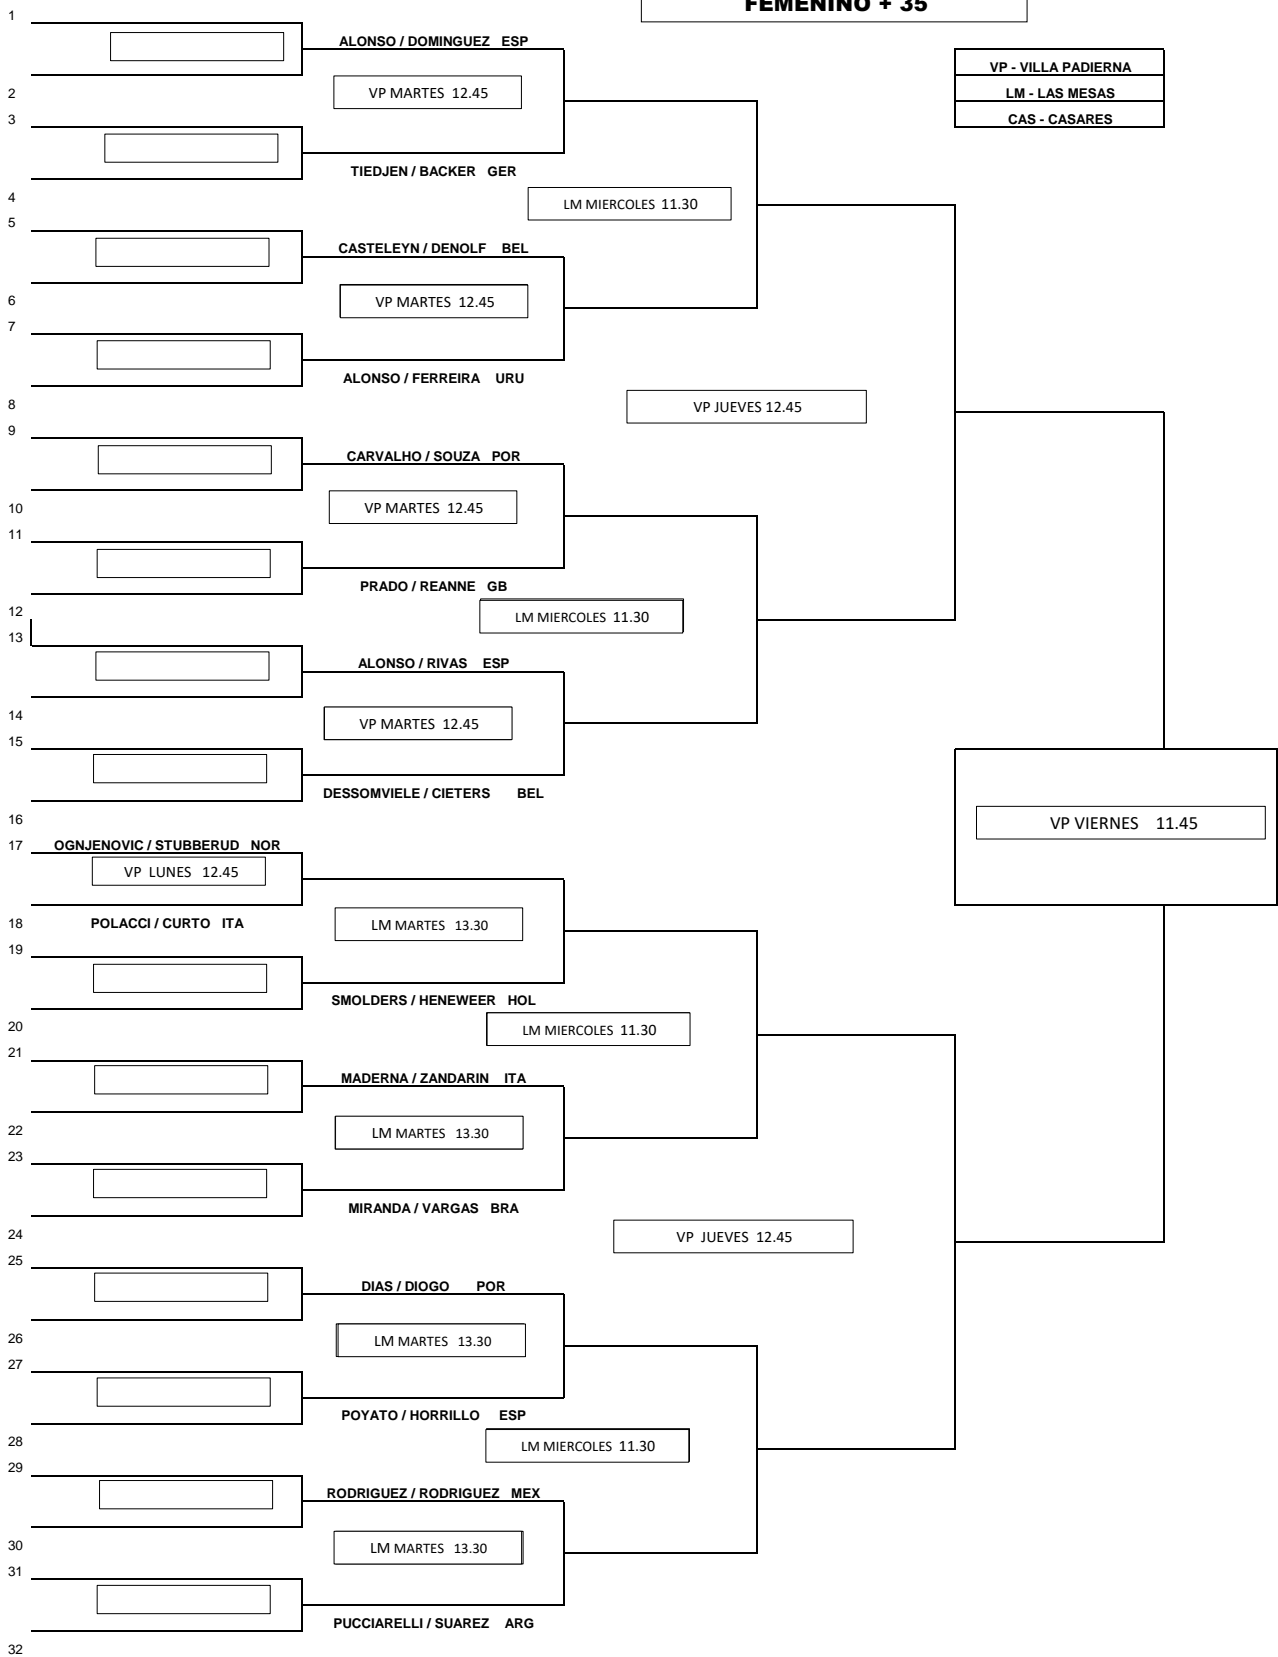 FEMENINO + 35
1
ALONSO / DOMINGUEZ ESP
VP - VILLA PADIERNA
VP MARTES 12.45
2
LM - LAS MESAS
3
CAS - CASARES
TIEDJEN / BACKER GER
4
LM MIERCOLES 11.30
5
CASTELEYN / DENOLF BEL
6
VP MARTES 12.45
7
ALONSO / FERREIRA URU
8
VP JUEVES 12.45
9
CARVALHO / SOUZA POR
10
VP MARTES 12.45
11
PRADO / REANNE GB
12
LM MIERCOLES 11.30
13
ALONSO / RIVAS ESP
14
VP MARTES 12.45
15
DESSOMVIELE / CIETERS BEL
16
VP VIERNES 11.45
17
OGNJENOVIC / STUBBERUD NOR
VP LUNES 12.45
18
POLACCI / CURTO ITA
LM MARTES 13.30
19
SMOLDERS / HENEWEER HOL
20
LM MIERCOLES 11.30
21
MADERNA / ZANDARIN ITA
22
LM MARTES 13.30
23
MIRANDA / VARGAS BRA
24
VP JUEVES 12.45
25
DIAS / DIOGO POR
26
LM MARTES 13.30
27
POYATO / HORRILLO ESP
28
LM MIERCOLES 11.30
29
RODRIGUEZ / RODRIGUEZ MEX
30
LM MARTES 13.30
31
PUCCIARELLI / SUAREZ ARG
32